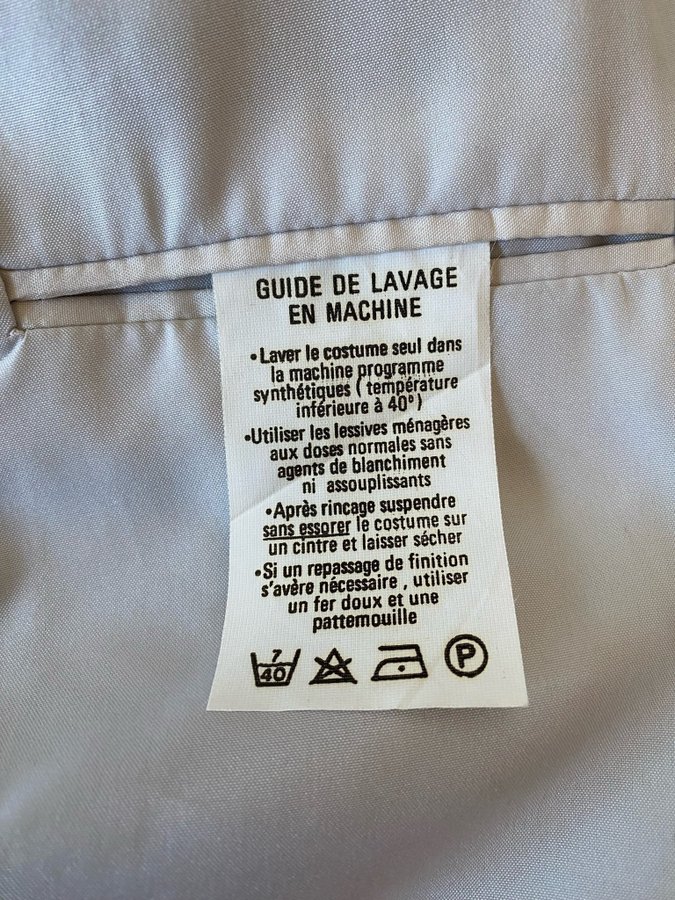 GUIDE DE LAVAGE
EN MACHINE
•Laver le costume seul dans
la machine programme
synthétiques ( température
inférieure à 40° )
•Utiliser les lessives ménagères
aux doses normales sans
agents de blanchiment
ni assouplissants
•Après rincage suspendre
sans essorer le costume sur
un cintre et laisser sécher
•Si un repassage de finition
s'avère nécessaire , utiliser
un fer doux et une
pattemouille
7
40 P